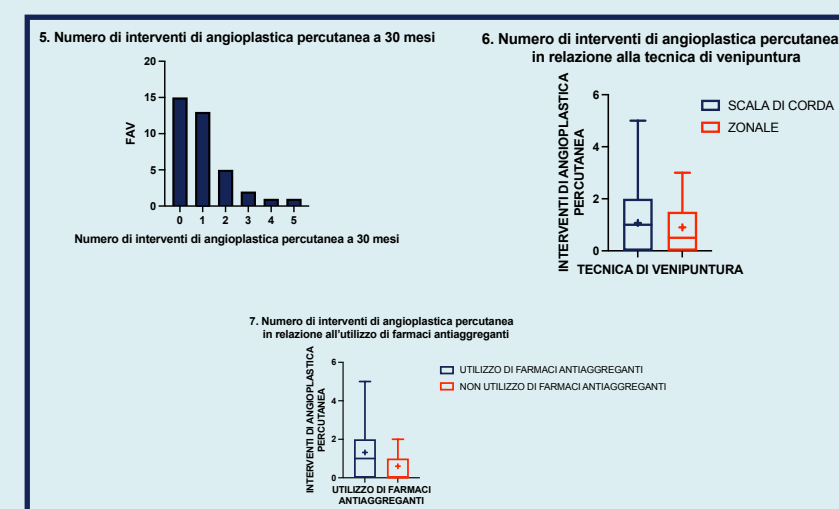 5. Numero di interventi di angioplastica percutanea a 30 mesi
20
15
10
5
0
FAV
0 1 2 3 4 5
Numero di interventi di angioplastica percutanea a 30 mesi
6. Numero di interventi di angioplastica percutanea
in relazione alla tecnica di venipuntura
INTERVENTI DI ANGIOPLASTICA
PERCUTANEA
6
4
2
0
SCALA DI CORDA
ZONALE
TECNICA DI VENIPUNTURA
7. Numero di interventi di angioplastica percutanea
in relazione all'utilizzo di farmaci antiaggreganti
INTERVENTI DI ANGIOPLASTICA
PERCUTANEA
6
4
2
0
UTILIZZO DI FARMACI ANTIAGGREGANTI
NON UTILIZZO DI FARMACI ANTIAGGREGANTI
UTILIZZO DI FARMACI
ANTIAGGREGANTI